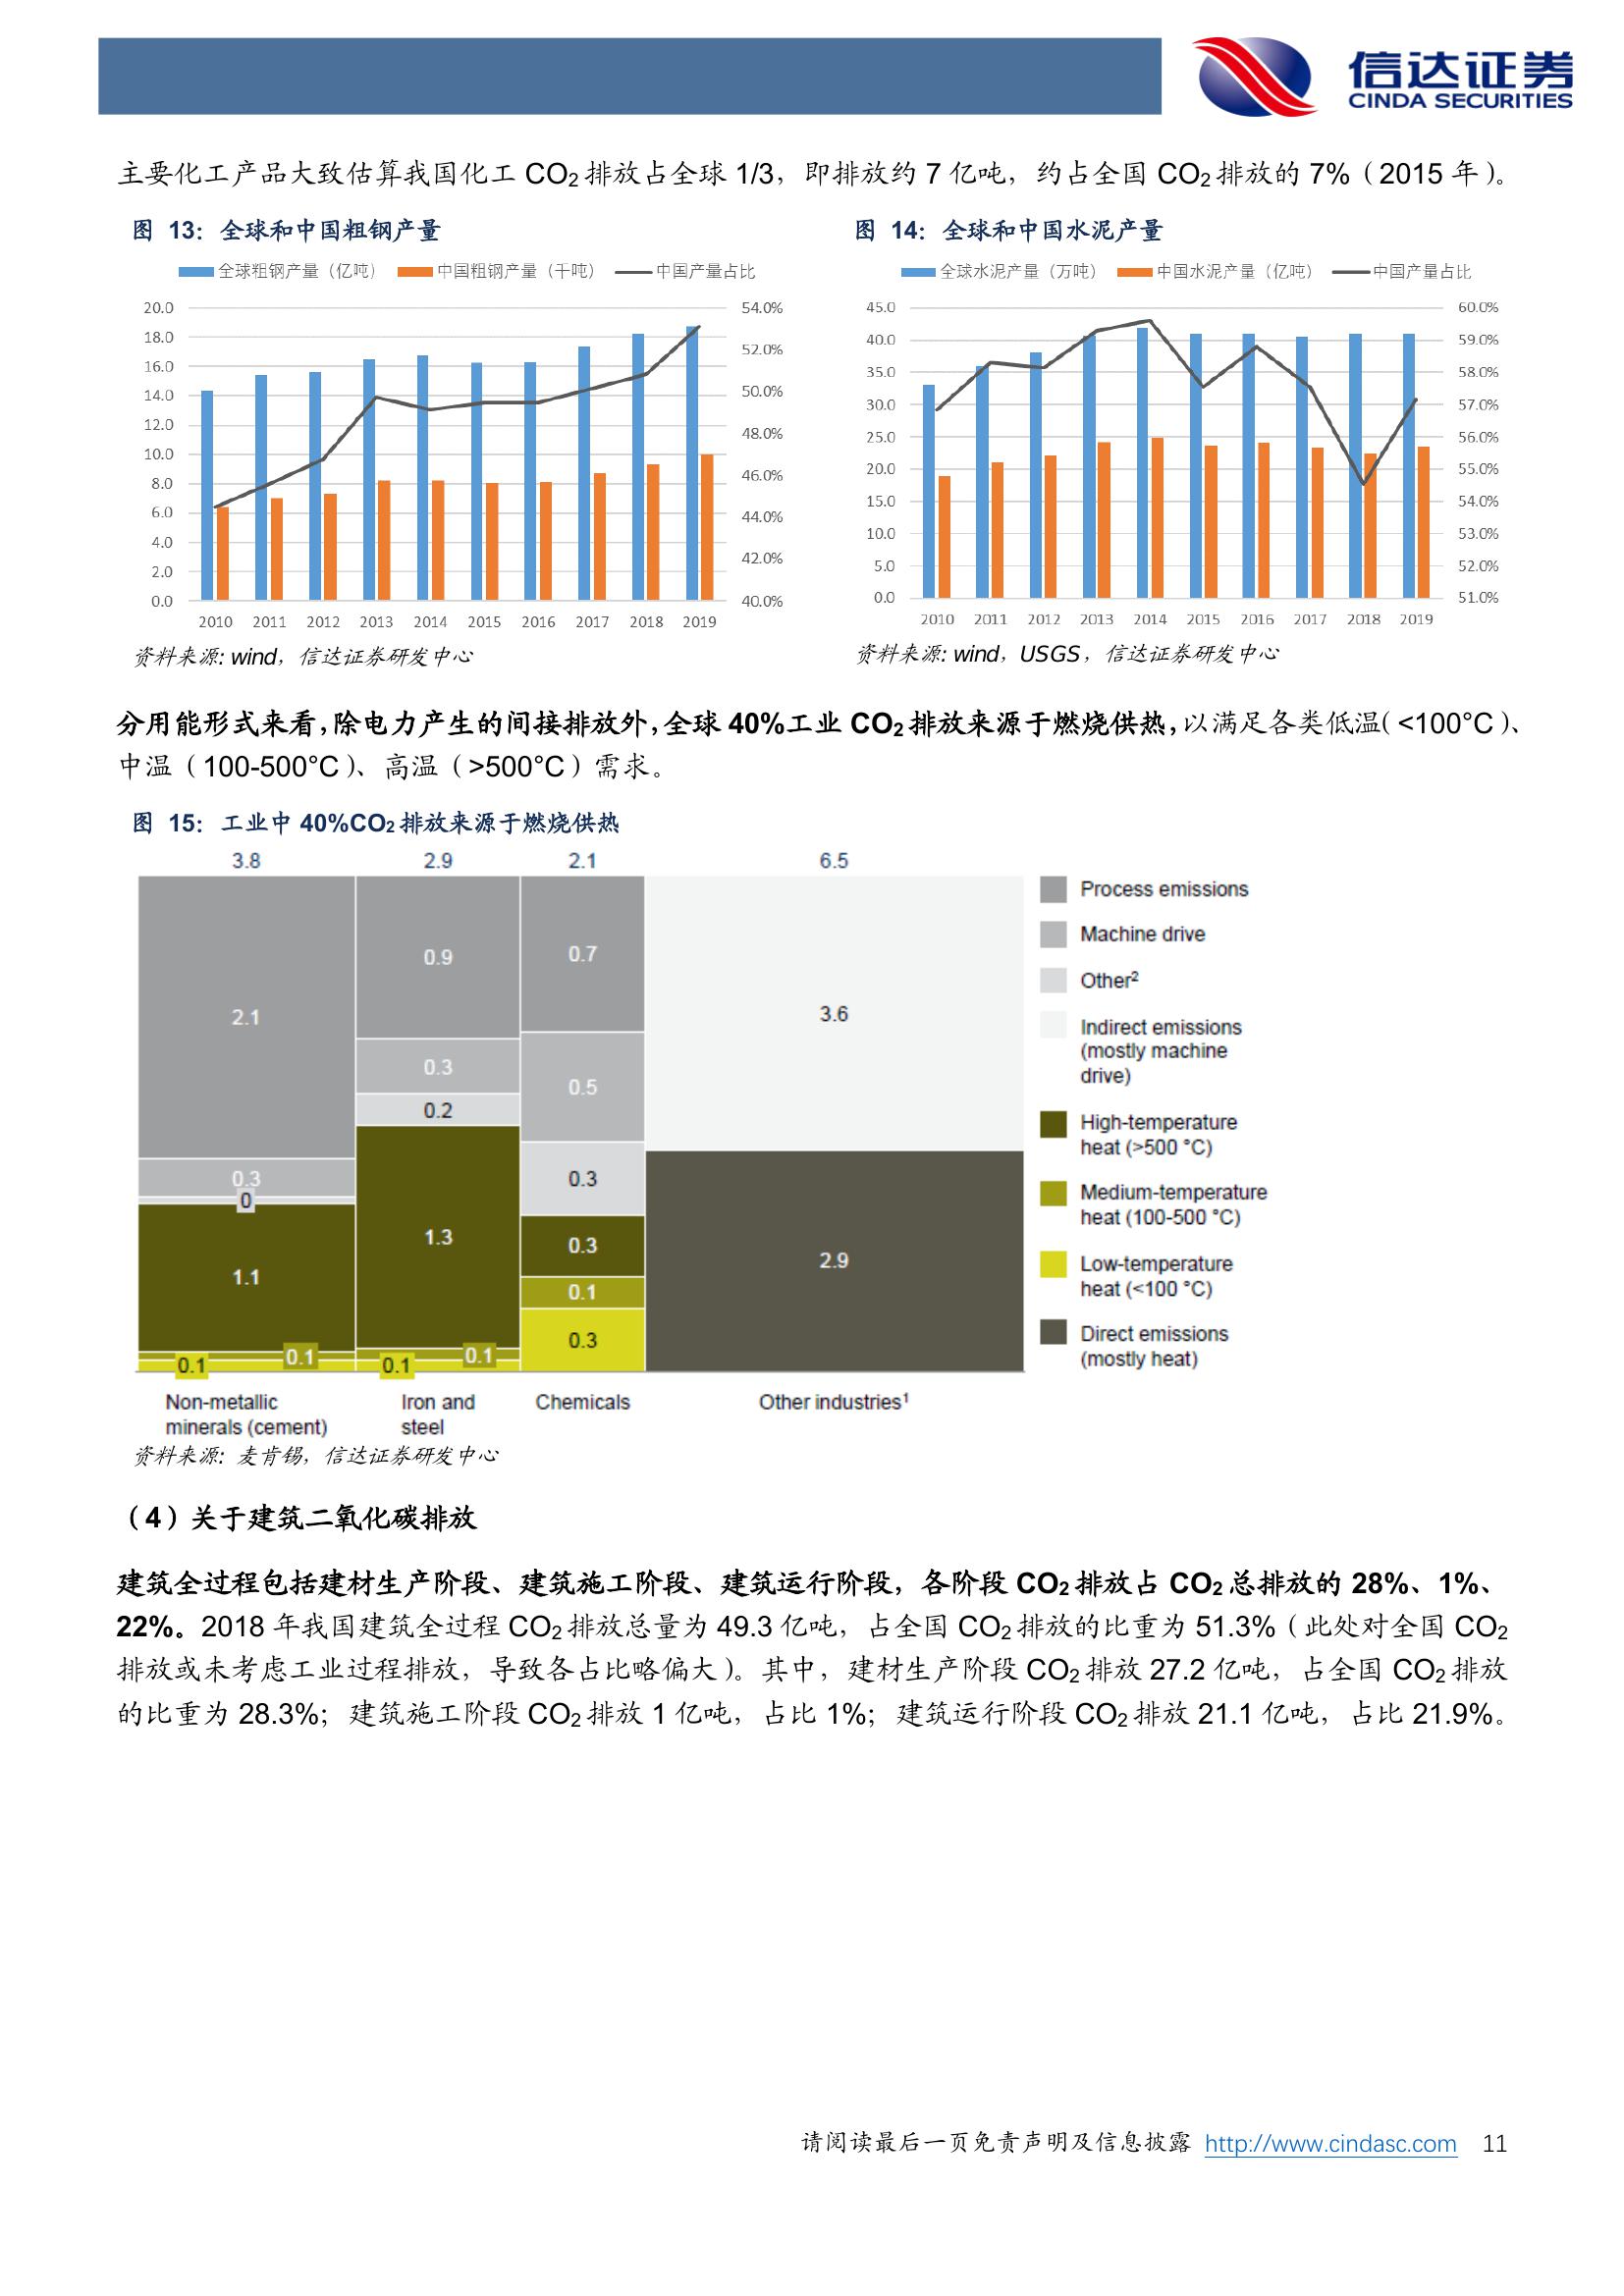 信达证券
CINDA SECURITIES
主要化工产品大致估算我国化工 CO2 排放占全球 1/3，即排放约 7 亿吨，约占全国 CO2 排放的 7%（2015 年）。
图 13：全球和中国粗钢产量
全球粗钢产量（亿吨） 中国粗钢产量（千吨） 中国产量占比
20.0 54.0%
18.0 52.0%
16.0 50.0%
14.0 48.0%
12.0 46.0%
10.0 44.0%
8.0 42.0%
6.0 40.0%
4.0
2.0
0.0
2010 2011 2012 2013 2014 2015 2016 2017 2018 2019
资料来源: wind，信达证券研发中心
图 14：全球和中国水泥产量
全球水泥产量（万吨） 中国水泥产量（亿吨） 中国产量占比
45.0 60.0%
40.0 59.0%
35.0 58.0%
30.0 57.0%
25.0 56.0%
20.0 55.0%
15.0 54.0%
10.0 53.0%
5.0 52.0%
0.0 51.0%
2010 2011 2012 2013 2014 2015 2016 2017 2018 2019
资料来源: wind，USGS，信达证券研发中心
分用能形式来看，除电力产生的间接排放外，全球 40%工业 CO2 排放来源于燃烧供热，以满足各类低温（<100°C）、
中温（100-500°C）、高温（>500°C）需求。
图 15：工业中 40%CO2 排放来源于燃烧供热
3.8 2.9 2.1 6.5
2.1
0.3
0
1.1
0.1
0.1
0.9
0.3
0.2
1.3
0.1
0.1
0.7
0.5
0.3
0.3
0.1
0.3
3.6
2.9
Non-metallic
minerals (cement)
Iron and
steel
Chemicals
Other industries1
Process emissions
Machine drive
Other2
Indirect emissions
(mostly machine
drive)
High-temperature
heat (>500 °C)
Medium-temperature
heat (100-500 °C)
Low-temperature
heat (<100 °C)
Direct emissions
(mostly heat)
资料来源: 麦肯锡，信达证券研发中心
（4）关于建筑二氧化碳排放
建筑全过程包括建材生产阶段、建筑施工阶段、建筑运行阶段，各阶段 CO2 排放占 CO2 总排放的 28%、1%、
22%。2018 年我国建筑全过程 CO2 排放总量为 49.3 亿吨，占全国 CO2 排放的比重为 51.3%（此处对全国 CO2
排放或未考虑工业过程排放，导致各占比略偏大）。其中，建材生产阶段 CO2 排放 27.2 亿吨，占全国 CO2 排放
的比重为 28.3%；建筑施工阶段 CO2 排放 1 亿吨，占比 1%；建筑运行阶段 CO2 排放 21.1 亿吨，占比 21.9%。
请阅读最后一页免责声明及信息披露 http://www.cindasc.com 11